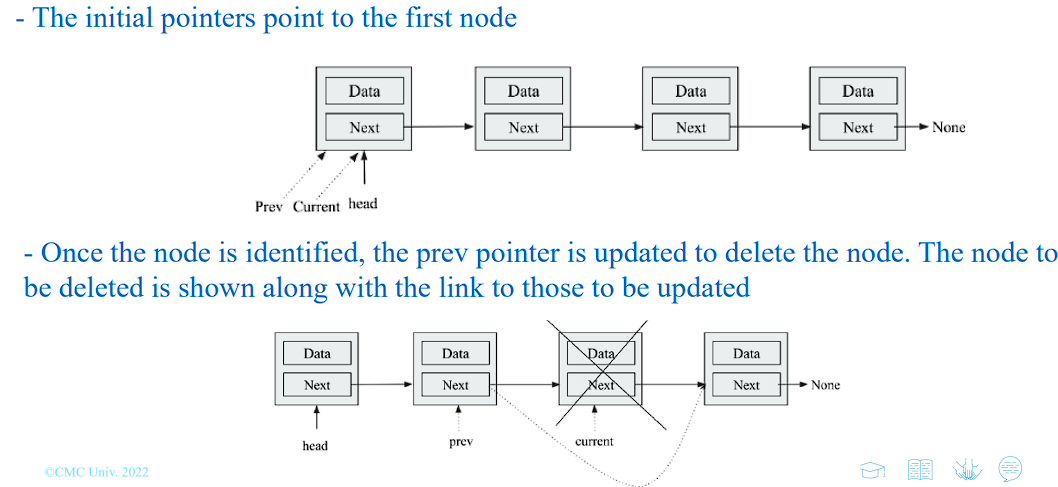 - The initial pointers point to the first node
Data Data Data Data
Next Next Next Next None
Prev Current head
- Once the node is identified, the prev pointer is updated to delete the node. The node to
be deleted is shown along with the link to those to be updated
Data Data Data Data
Next Next Next Next None
head prev current
©CMC Univ. 2022